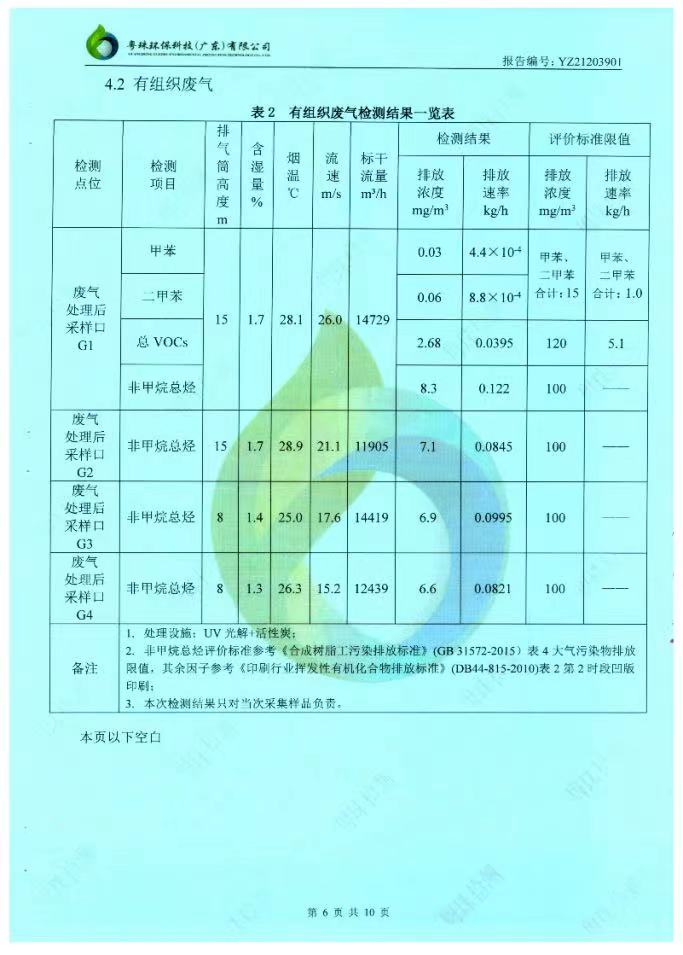 粤珠环保科技(广东)有限公司
报告编号：YZ21203901
4.2 有组织废气
表 2 有组织废气检测结果一览表
检测点位 检测项目 排气筒高度 m 含湿量 % 烟温 ℃ 流速 m/s 标干流量 m³/h 检测结果 评价标准限值
排放浓度 mg/m³ 排放速率 kg/h 排放浓度 mg/m³ 排放速率 kg/h
废气处理后采样口 G1 甲苯 15 1.7 28.1 26.0 14729 0.03 4.4×10⁻⁴ 甲苯、二甲苯合计：15 甲苯、二甲苯合计：1.0
二甲苯 0.06 8.8×10⁻⁴
总 VOCs 2.68 0.0395 120 5.1
非甲烷总烃 8.3 0.122 100 ——
废气处理后采样口 G2 非甲烷总烃 15 1.7 28.9 21.1 11905 7.1 0.0845 100 ——
废气处理后采样口 G3 非甲烷总烃 8 1.4 25.0 17.6 14419 6.9 0.0995 100 ——
废气处理后采样口 G4 非甲烷总烃 8 1.3 26.3 15.2 12439 6.6 0.0821 100 ——
备注
1. 处理设施：UV 光解+活性炭；
2. 非甲烷总烃评价标准参考《合成树脂工污染排放标准》(GB 31572-2015）表 4 大气污染物排放
限值，其余因子参考《印刷行业挥发性有机化合物排放标准》(DB44-815-2010)表 2 第 2 时段凹版
印刷；
3. 本次检测结果只对当次采集样品负责。
本页以下空白
第 6 页 共 10 页